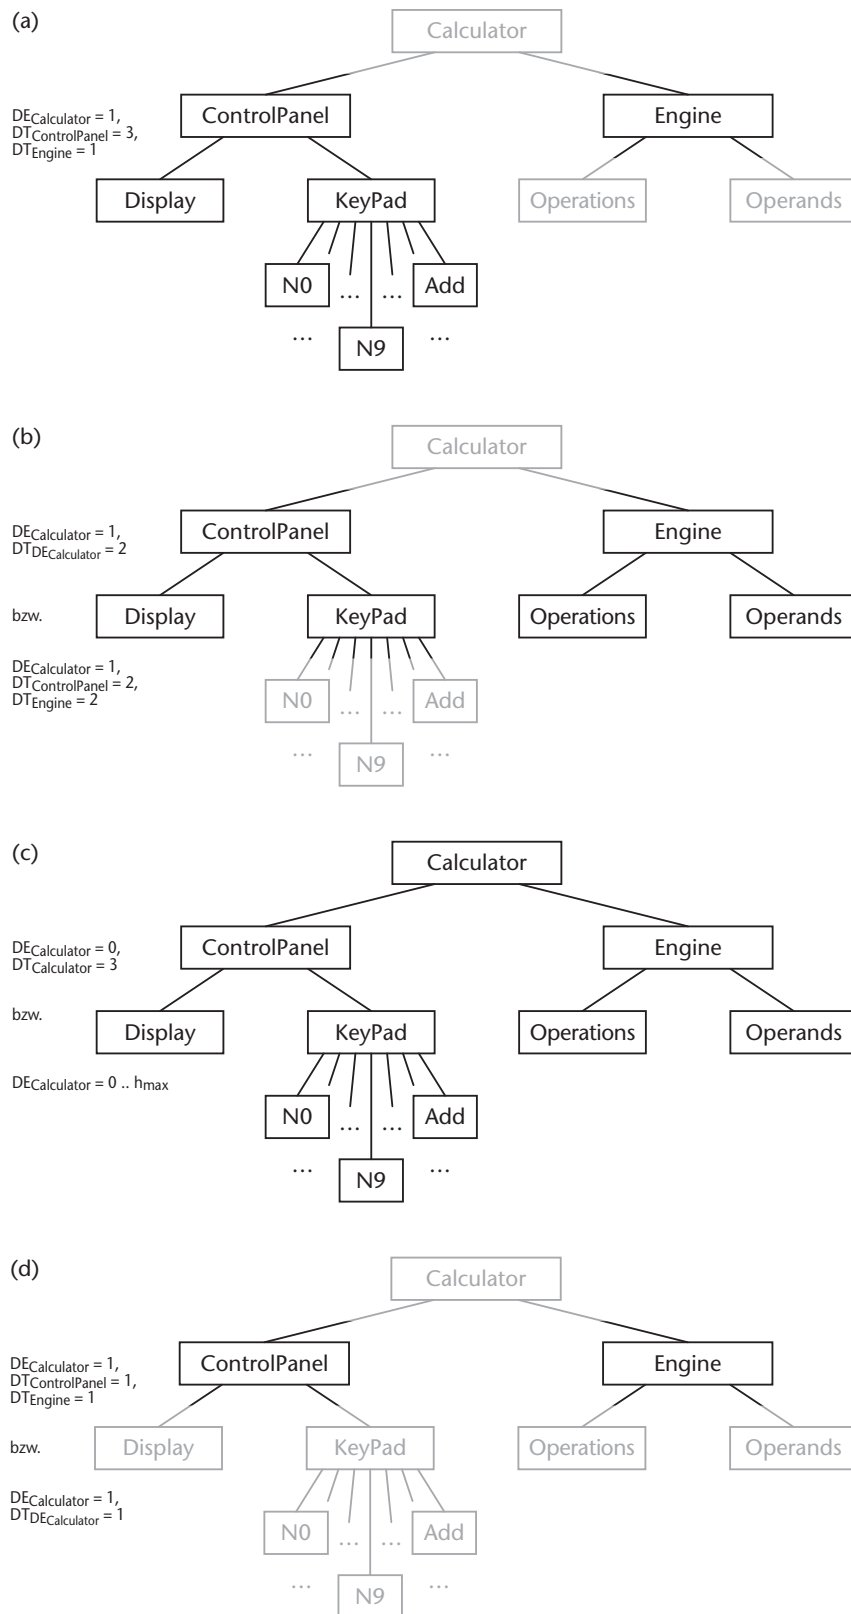 (a)
Calculator
DECalculator = 1,
DTControlPanel = 3,
DTEngine = 1
ControlPanel Engine
Display KeyPad Operations Operands
N0 ... ... Add
... N9 ...
(b)
Calculator
DECalculator = 1,
DTDECalculator = 2
ControlPanel Engine
bzw.
Display KeyPad Operations Operands
DECalculator = 1,
DTControlPanel = 2,
DTEngine = 2
N0 ... ... Add
... N9 ...
(c)
Calculator
ControlPanel Engine
DECalculator = 0,
DTCalculator = 3
bzw.
Display KeyPad Operations Operands
DECalculator = 0 .. hmax
N0 ... ... Add
... N9 ...
(d)
Calculator
ControlPanel Engine
DECalculator = 1,
DTControlPanel = 1,
DTEngine = 1
bzw.
Display KeyPad Operations Operands
DECalculator = 1,
DTDECalculator = 1
N0 ... ... Add
... N9 ...